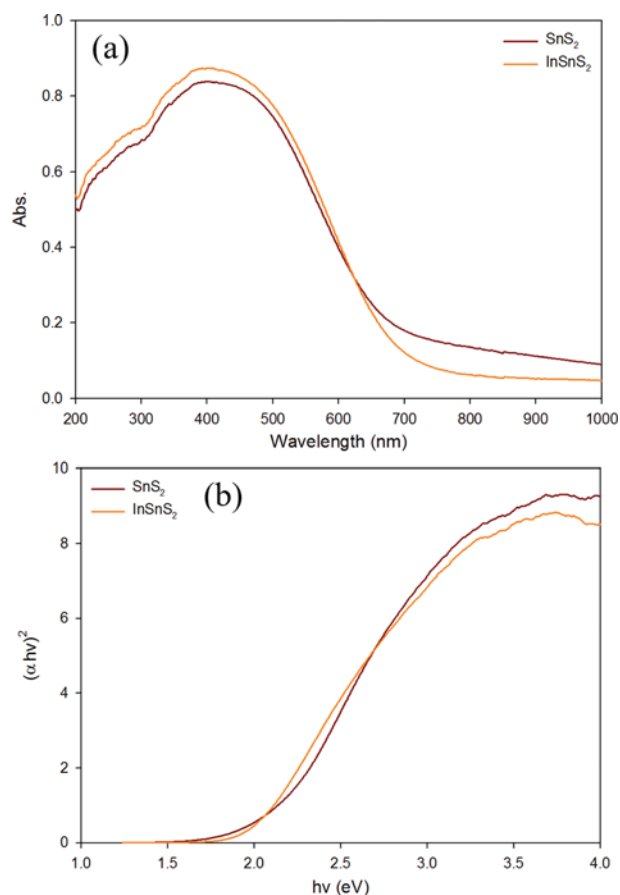 (a)
SnS₂
InSnS₂
Abs.
1.0
0.8
0.6
0.4
0.2
0.0
200 300 400 500 600 700 800 900 1000
Wavelength (nm)
(b)
SnS₂
InSnS₂
(αhν)²
10
8
6
4
2
0
1.0 1.5 2.0 2.5 3.0 3.5 4.0
hν (eV)